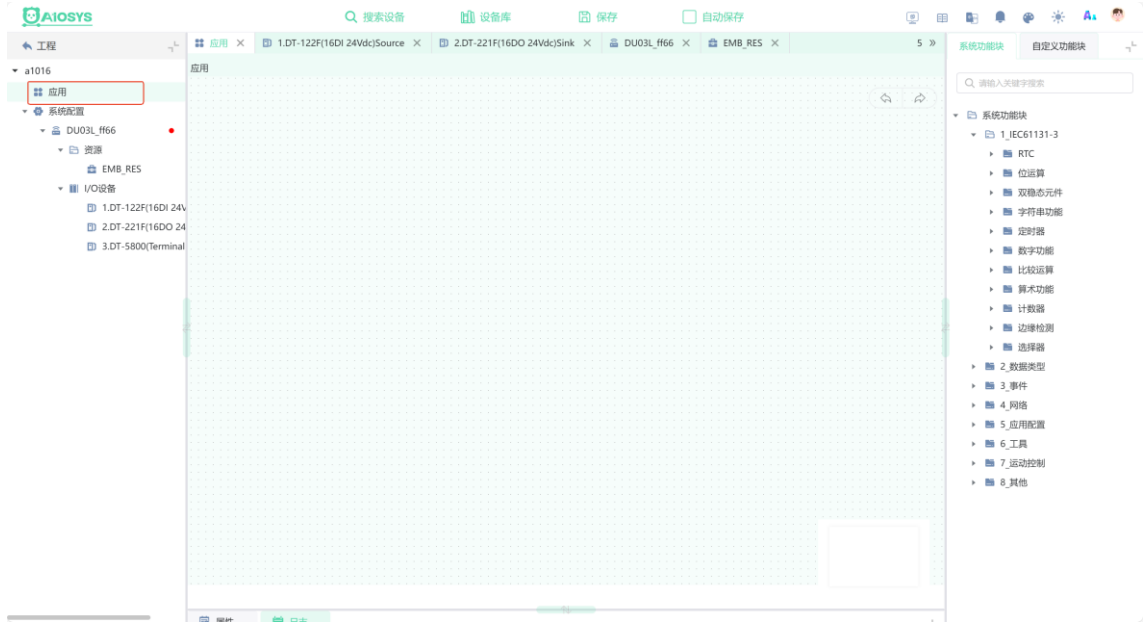 AIOSYS
搜索设备
设备库
保存
自动保存
工程
应用
1.DT-122F(16DI 24Vdc)Source
2.DT-221F(16DO 24Vdc)Sink
DU03L_ff66
EMB_RES
5
系统功能块
自定义功能块
a1016
应用
系统配置
DU03L_ff66
资源
EMB_RES
I/O设备
1.DT-122F(16DI 24V
2.DT-221F(16DO 24
3.DT-5800(Terminal
应用
请输入关键字搜索
系统功能块
1_IEC61131-3
RTC
位运算
双稳态元件
字符串功能
定时器
数字功能
比较运算
算术功能
计数器
边缘检测
选择器
2_数据类型
3_事件
4_网络
5_应用配置
6_工具
7_运动控制
8_其他
属性
日志